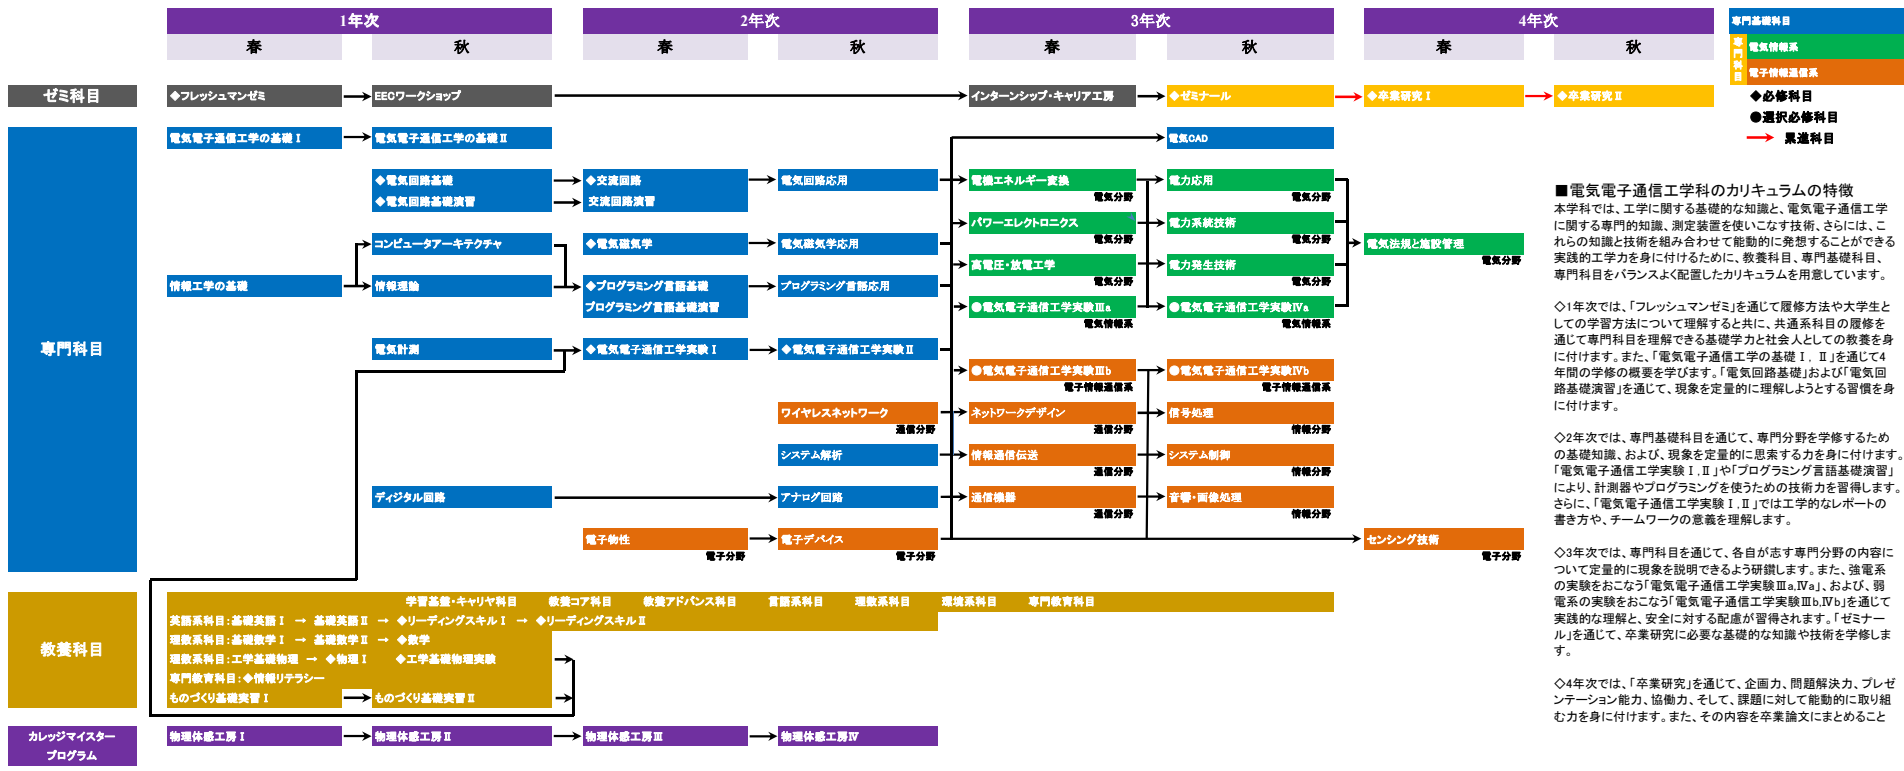 1年次 2年次 3年次 4年次
春 秋 春 秋 春 秋 春 秋
専門基礎科目
専門科目
電気情報系
電子情報通信系
◆必修科目
●選択必修科目
累進科目
ゼミ科目
◆フレッシュマンゼミ
EECワークショップ
インターンシップ・キャリア工房
◆ゼミナール
◆卒業研究Ⅰ
◆卒業研究Ⅱ
専門科目
電気電子通信工学の基礎Ⅰ
電気電子通信工学の基礎Ⅱ
電気CAD
◆電気回路基礎
◆交流回路
電気回路応用
電機エネルギー変換
電気分野
電力応用
電気分野
◆電気回路基礎演習
交流回路演習
パワーエレクトロニクス
電気分野
電力系統技術
電気分野
コンピュータアーキテクチャ
◆電気磁気学
電気磁気学応用
電気法規と施設管理
電気分野
高電圧・放電工学
電気分野
電力発生技術
電気分野
情報工学の基礎
情報理論
◆プログラミング言語基礎
プログラミング言語応用
プログラミング言語基礎演習
●電気電子通信工学実験Ⅲa
電気情報系
●電気電子通信工学実験Ⅳa
電気情報系
電気計測
◆電気電子通信工学実験Ⅰ
◆電気電子通信工学実験Ⅱ
●電気電子通信工学実験Ⅲb
電子情報通信系
●電気電子通信工学実験Ⅳb
電子情報通信系
ワイヤレスネットワーク
通信分野
ネットワークデザイン
通信分野
信号処理
情報分野
システム解析
情報通信伝送
通信分野
システム制御
情報分野
ディジタル回路
アナログ回路
通信機器
通信分野
音響・画像処理
情報分野
電子物性
電子分野
電子デバイス
電子分野
センシング技術
電子分野
教養科目
学習基盤・キャリヤ科目 教養コア科目 教養アドバンス科目 言語系科目 理数系科目 環境系科目 専門教育科目
英語系科目:基礎英語Ⅰ → 基礎英語Ⅱ → ◆リーディングスキルⅠ → ◆リーディングスキルⅡ
理数系科目:基礎数学Ⅰ → 基礎数学Ⅱ → ◆数学
理数系科目:工学基礎物理 → ◆物理Ⅰ ◆工学基礎物理実験
専門教育科目:◆情報リテラシー
ものづくり基礎実習Ⅰ
ものづくり基礎実習Ⅱ
カレッジマイスター
プログラム
物理体感工房Ⅰ
物理体感工房Ⅱ
物理体感工房Ⅲ
物理体感工房Ⅳ
■電気電子通信工学科のカリキュラムの特徴
本学科では、工学に関する基礎的な知識と、電気電子通信工学
に関する専門的知識、測定装置を使いこなす技術、さらには、こ
れらの知識と技術を組み合わせて能動的に発想することができる
実践的工学力を身に付けるために、教養科目、専門基礎科目、
専門科目をバランスよく配置したカリキュラムを用意しています。
◇1年次では、「フレッシュマンゼミ」を通じて履修方法や大学生と
しての学習方法について理解すると共に、共通系科目の履修を
通じて専門科目を理解できる基礎学力と社会人としての教養を身
に付けます。また、「電気電子通信工学の基礎Ⅰ,Ⅱ」を通じて4
年間の学修の概要を学びます。「電気回路基礎」および「電気回
路基礎演習」を通じて、現象を定量的に理解しようとする習慣を身
に付けます。
◇2年次では、専門基礎科目を通じて、専門分野を学修するため
の基礎知識、および、現象を定量的に思索する力を身に付けます。
「電気電子通信工学実験Ⅰ,Ⅱ」や「プログラミング言語基礎演習」
により、計測器やプログラミングを使うための技術力を習得します。
さらに、「電気電子通信工学実験Ⅰ,Ⅱ」では工学的なレポートの
書き方や、チームワークの意義を理解します。
◇3年次では、専門科目を通じて、各自が志す専門分野の内容に
ついて定量的に現象を説明できるよう研鑽します。また、強電系
の実験をおこなう「電気電子通信工学実験Ⅲa,Ⅳa」、および、弱
電系の実験をおこなう「電気電子通信工学実験Ⅲb,Ⅳb」を通じて
実践的な理解と、安全に対する配慮が習得されます。「ゼミナー
ル」を通じて、卒業研究に必要な基礎的な知識や技術を学修しま
す。
◇4年次では、「卒業研究」を通じて、企画力、問題解決力、プレゼ
ンテーション能力、協働力、そして、課題に対して能動的に取り組
む力を身に付けます。また、その内容を卒業論文にまとめること